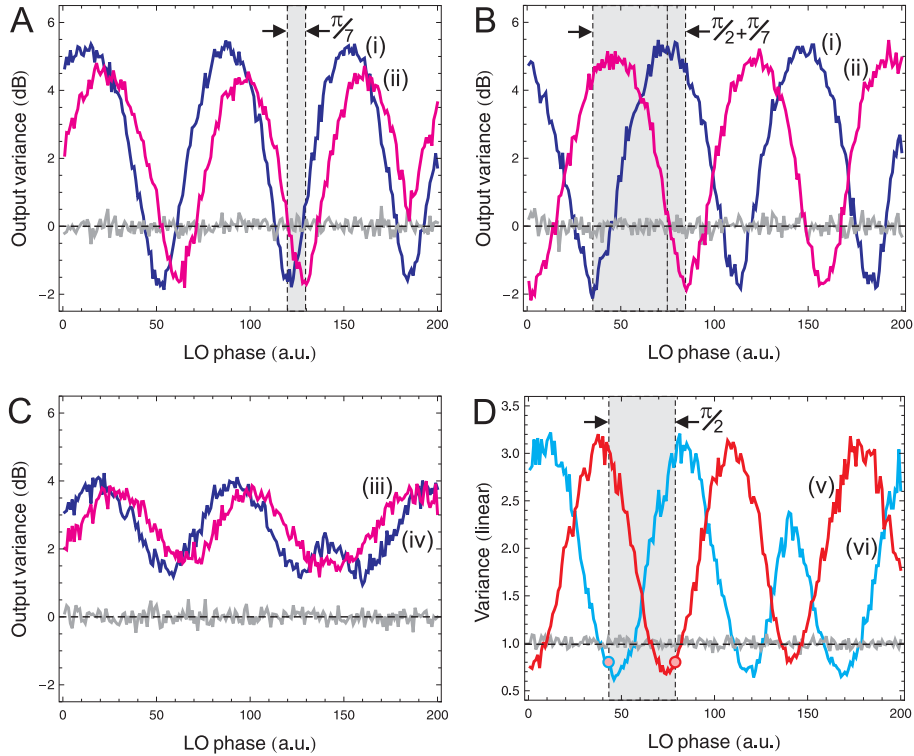 A
π/7
(i)
(ii)
Output variance (dB)
6
4
2
0
−2
0
50
100
150
200
LO phase (a.u.)
B
π/2+π/7
(i)
(ii)
Output variance (dB)
6
4
2
0
−2
0
50
100
150
200
LO phase (a.u.)
C
(iii)
(iv)
Output variance (dB)
6
4
2
0
−2
0
50
100
150
200
LO phase (a.u.)
D
π/2
(v)
(vi)
Variance (linear)
3.5
3.0
2.5
2.0
1.5
1.0
0.5
0
50
100
150
200
LO phase (a.u.)